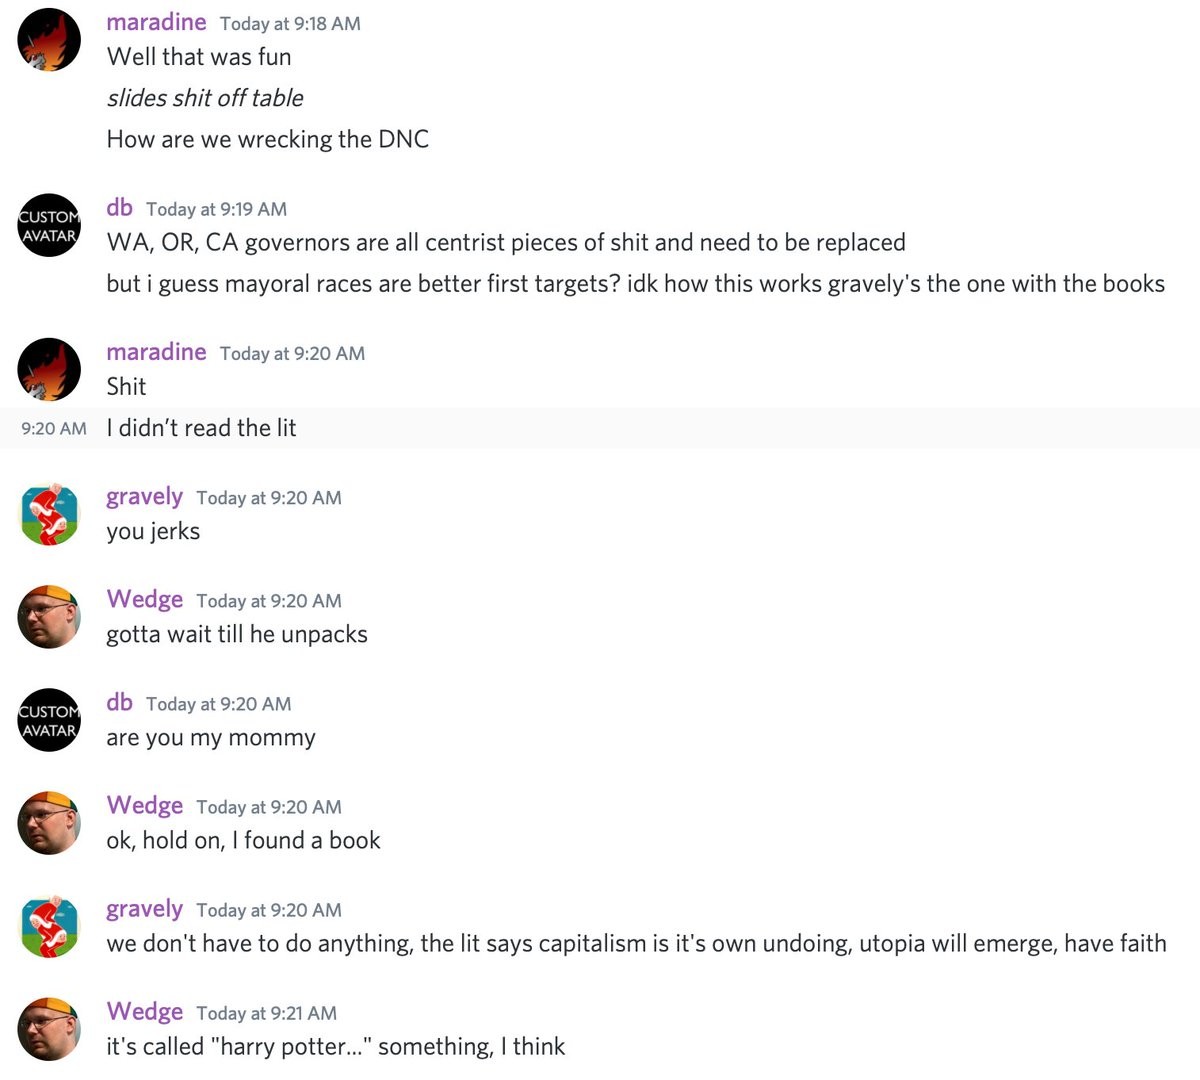 maradine Today at 9:18 AM
Well that was fun
slides shit off table
How are we wrecking the DNC
CUSTOM
AVATAR
db Today at 9:19 AM
WA, OR, CA governors are all centrist pieces of shit and need to be replaced
but i guess mayoral races are better first targets? idk how this works gravely's the one with the books
maradine Today at 9:20 AM
Shit
9:20 AM I didn’t read the lit
gravely Today at 9:20 AM
you jerks
Wedge Today at 9:20 AM
gotta wait till he unpacks
CUSTOM
AVATAR
db Today at 9:20 AM
are you my mommy
Wedge Today at 9:20 AM
ok, hold on, I found a book
gravely Today at 9:20 AM
we don't have to do anything, the lit says capitalism is it's own undoing, utopia will emerge, have faith
Wedge Today at 9:21 AM
it's called "harry potter..." something, I think